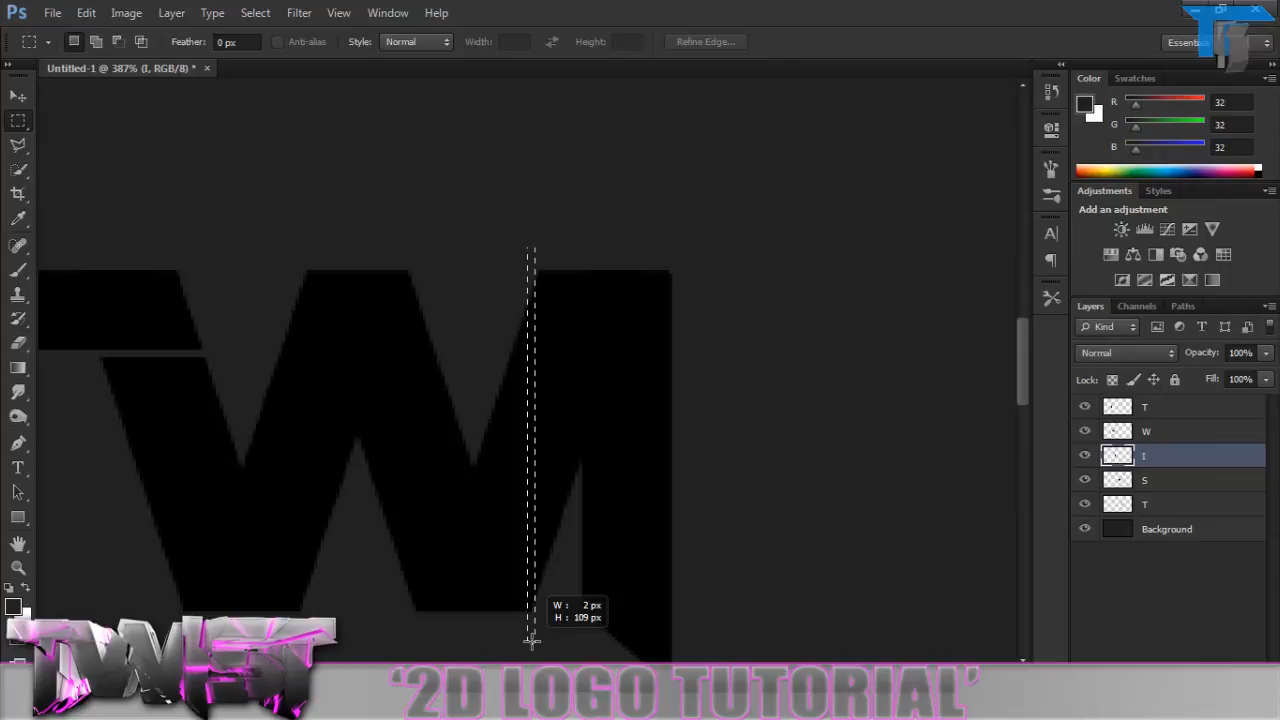 Ps File Edit Image Layer Type Select Filter View Window Help
Feather: 0 px Anti-alias Style: Normal Width: Height: Refine Edge...
Essentia
Untitled-1 @ 387% (I, RGB/8) * ×
Color Swatches
R 32
G 32
B 32
Adjustments Styles
Add an adjustment
Layers Channels Paths
Kind T
Normal Opacity: 100%
Lock: Fill: 100%
T
W
I
S
T
Background
W
W : 2 px
H : 109 px
TWIST
‘2D LOGO TUTORIAL’